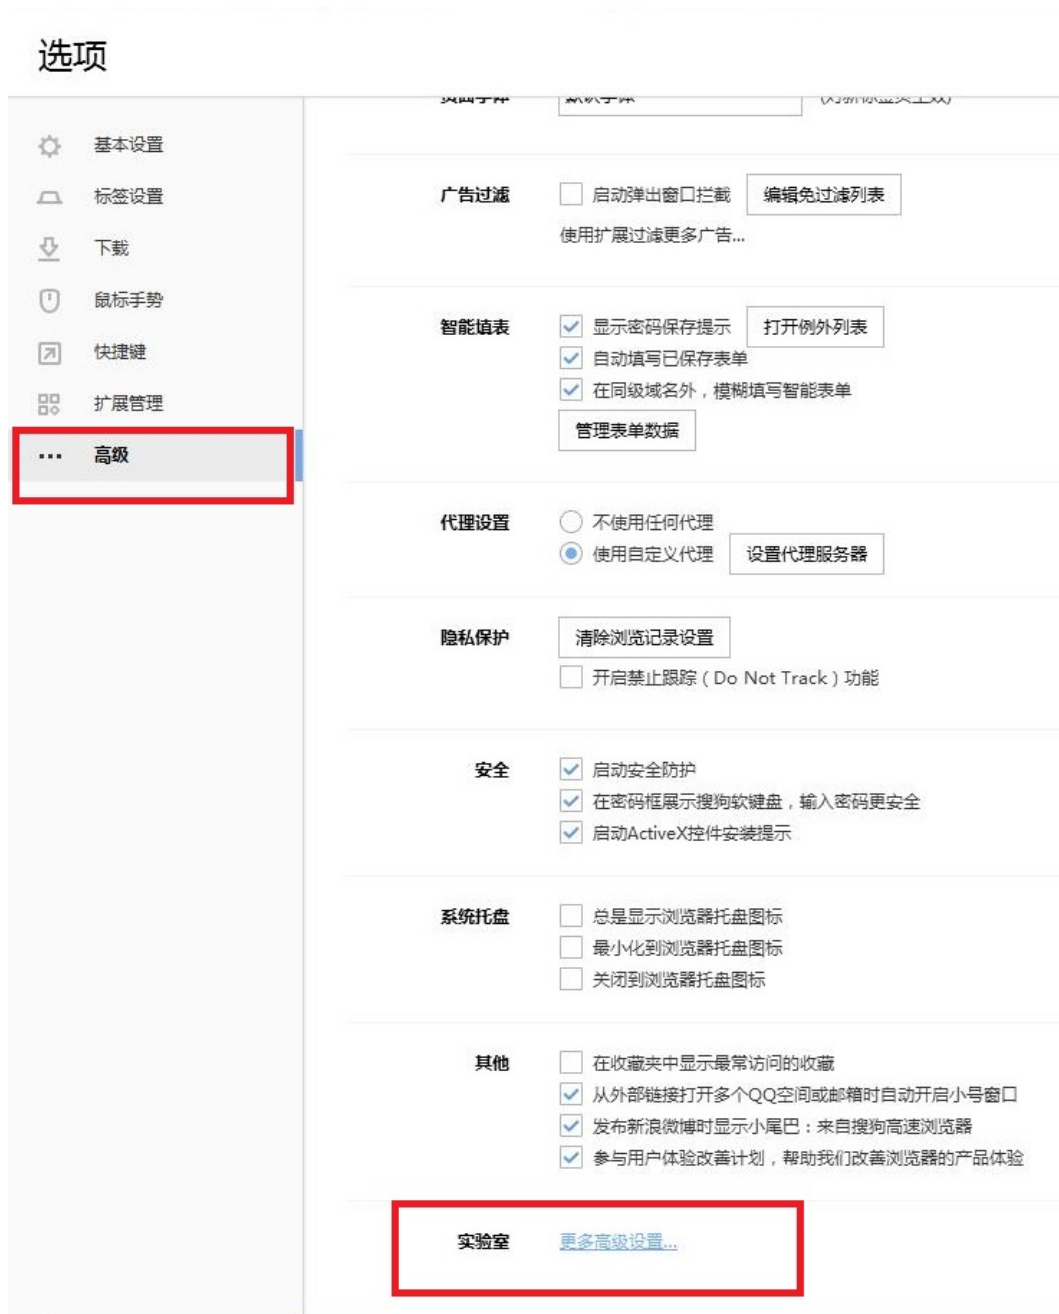 选项
基本设置
标签设置
下载
鼠标手势
快捷键
扩展管理
高级
页面字体 默认字体 (对新标签页生效)
广告过滤 启动弹出窗口拦截 编辑免过滤列表
使用扩展过滤更多广告...
智能填表 显示密码保存提示 打开例外列表
自动填写已保存表单
在同级域名外，模糊填写智能表单
管理表单数据
代理设置 不使用任何代理
使用自定义代理 设置代理服务器
隐私保护 清除浏览记录设置
开启禁止跟踪（Do Not Track）功能
安全 启动安全防护
在密码框展示搜狗软键盘，输入密码更安全
启动ActiveX控件安装提示
系统托盘 总是显示浏览器托盘图标
最小化到浏览器托盘图标
关闭到浏览器托盘图标
其他 在收藏夹中显示最常访问的收藏
从外部链接打开多个QQ空间或邮箱时自动开启小号窗口
发布新浪微博时显示小尾巴：来自搜狗高速浏览器
参与用户体验改善计划，帮助我们改善浏览器的产品体验
实验室 更多高级设置...